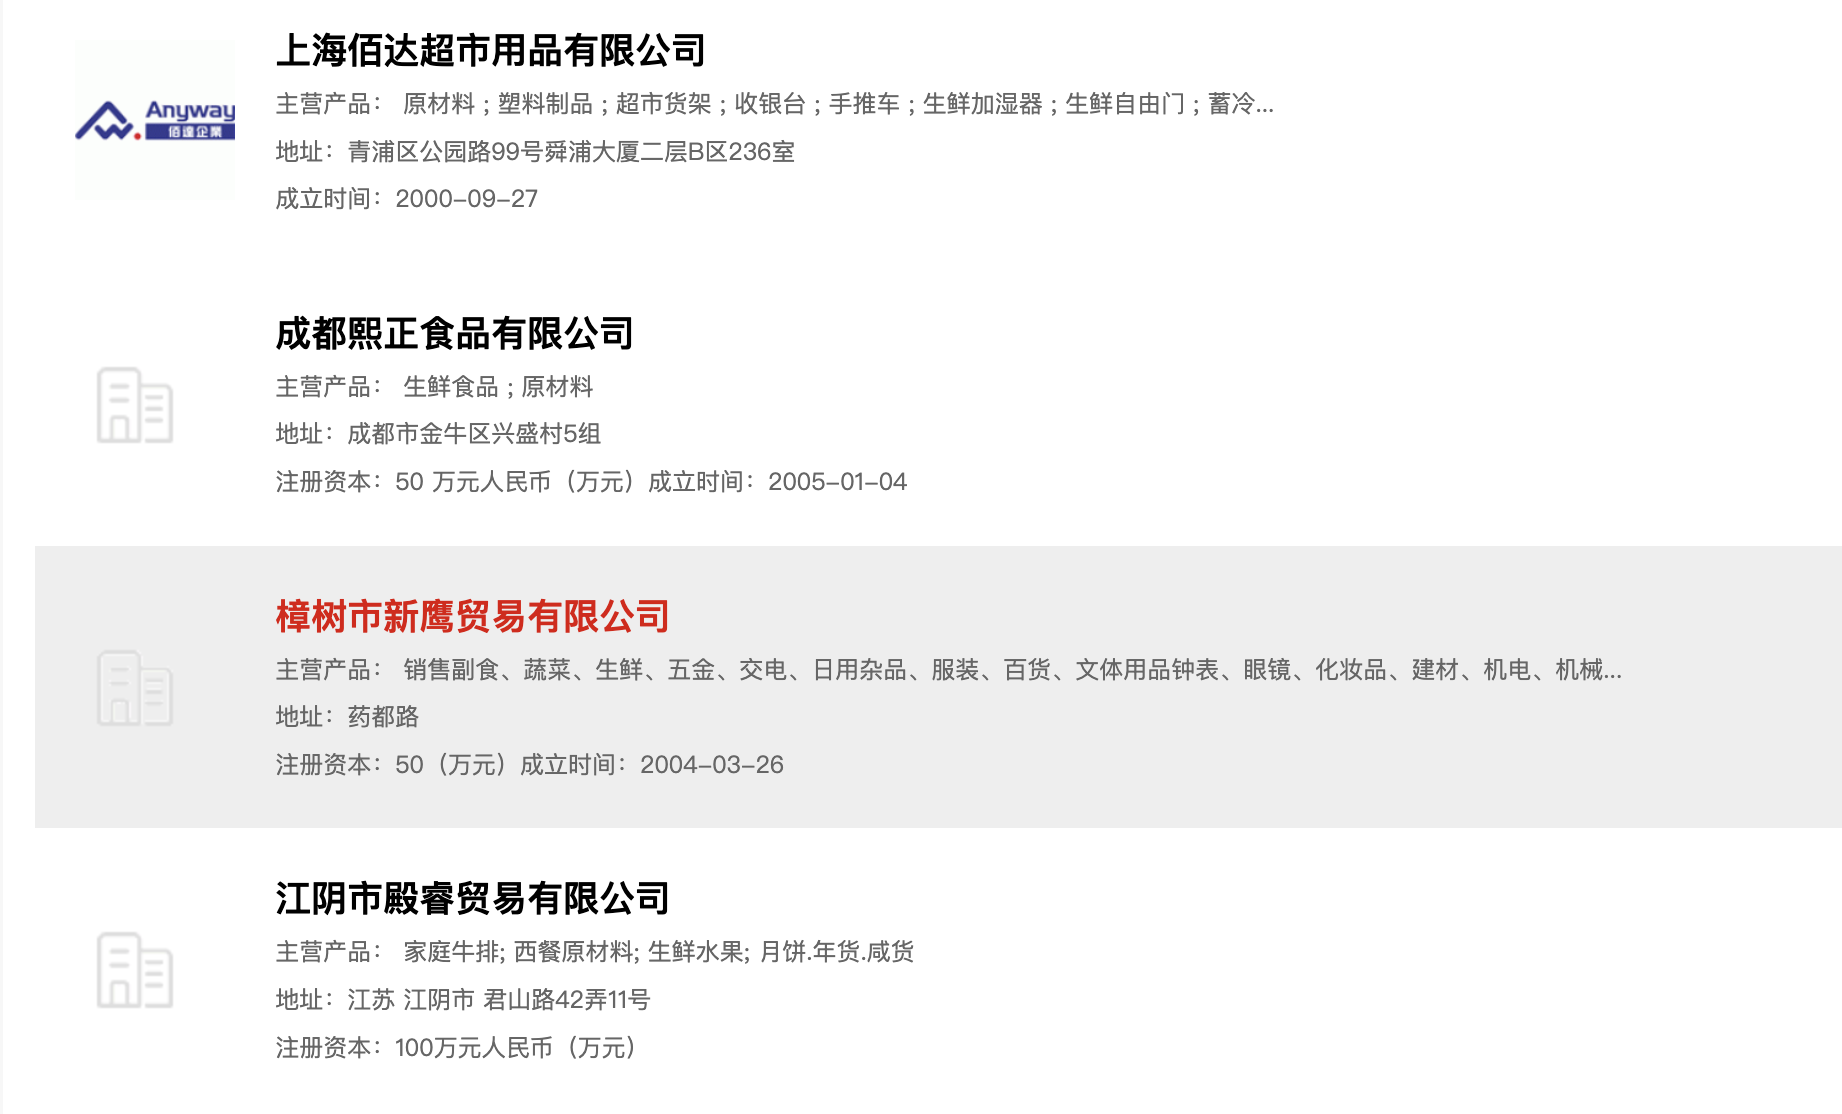 上海佰达超市用品有限公司
Anyway
佰達企業
主营产品： 原材料 ; 塑料制品 ; 超市货架 ; 收银台 ; 手推车 ; 生鲜加湿器 ; 生鲜自由门 ; 蓄冷...
地址：青浦区公园路99号舜浦大厦二层B区236室
成立时间：2000-09-27
成都熙正食品有限公司
主营产品： 生鲜食品 ; 原材料
地址：成都市金牛区兴盛村5组
注册资本：50 万元人民币（万元）成立时间：2005-01-04
樟树市新鹰贸易有限公司
主营产品： 销售副食、蔬菜、生鲜、五金、交电、日用杂品、服装、百货、文体用品钟表、眼镜、化妆品、建材、机电、机械...
地址：药都路
注册资本：50（万元）成立时间：2004-03-26
江阴市殿睿贸易有限公司
主营产品： 家庭牛排; 西餐原材料; 生鲜水果; 月饼.年货.咸货
地址：江苏 江阴市 君山路42弄11号
注册资本：100万元人民币（万元）